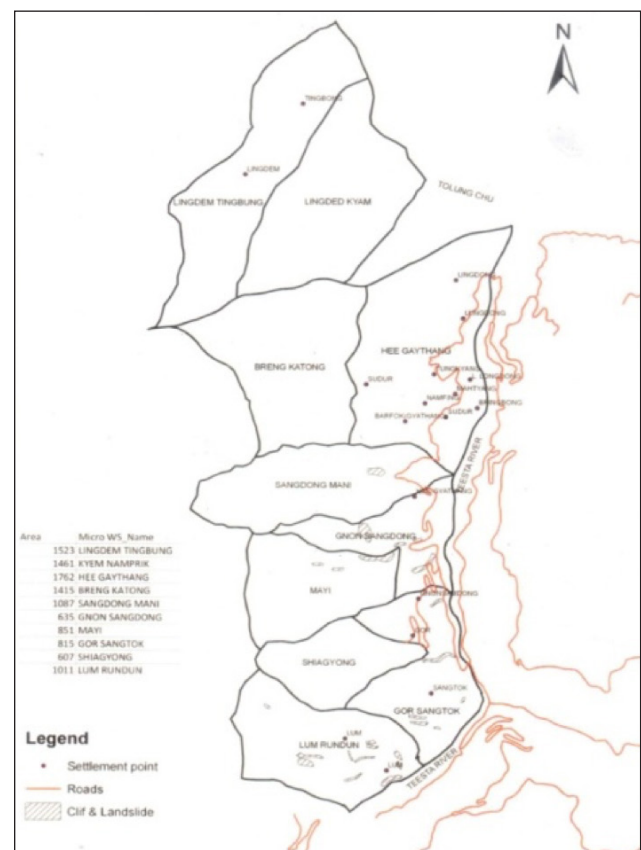 N
TINGBONG
LINGDEM
LINGDEM TINGBUNG
LINGDED KYAM
TOLUNG CHU
LINGDONG
HEE GAYTHANG
BRENG KATONG
SUDUR
NAMPING
SUDUR
TEESTA RIVER
SANGDONG MANI
GNON SANGDONG
MAYI
GOR
SHIAGYONG
SANGTOK
GOR SANGTOK
LUM
LUM RUNDUN
TEESTA RIVER
Area Micro WS_Name
1523 LINGDEM TINGBUNG
1461 KYEM NAMPRIK
1762 HEE GAYTHANG
1415 BRENG KATONG
1087 SANGDONG MANI
635 GNON SANGDONG
851 MAYI
815 GOR SANGTOK
607 SHIAGYONG
1011 LUM RUNDUN
Legend
Settlement point
Roads
Clif & Landslide